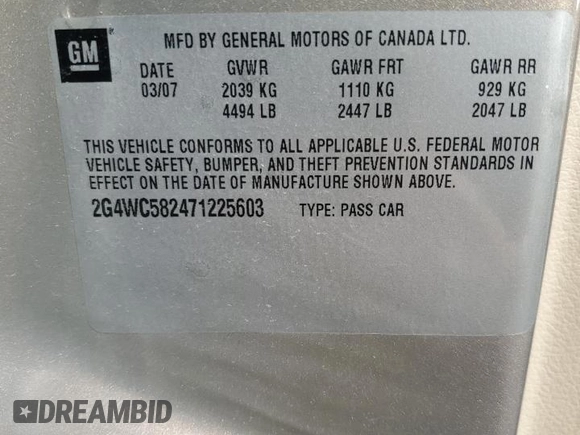 GM
MFD BY GENERAL MOTORS OF CANADA LTD.
DATE GVWR GAWR FRT GAWR RR
03/07 2039 KG 1110 KG 929 KG
4494 LB 2447 LB 2047 LB
THIS VEHICLE CONFORMS TO ALL APPLICABLE U.S. FEDERAL MOTOR
VEHICLE SAFETY, BUMPER, AND THEFT PREVENTION STANDARDS IN
EFFECT ON THE DATE OF MANUFACTURE SHOWN ABOVE.
2G4WC582471225603 TYPE: PASS CAR
DREAMBID